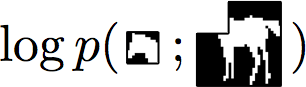 log p( ; )